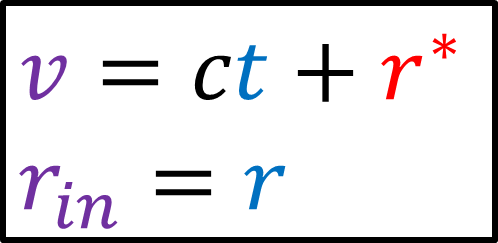 v = ct + r*
r_in = r